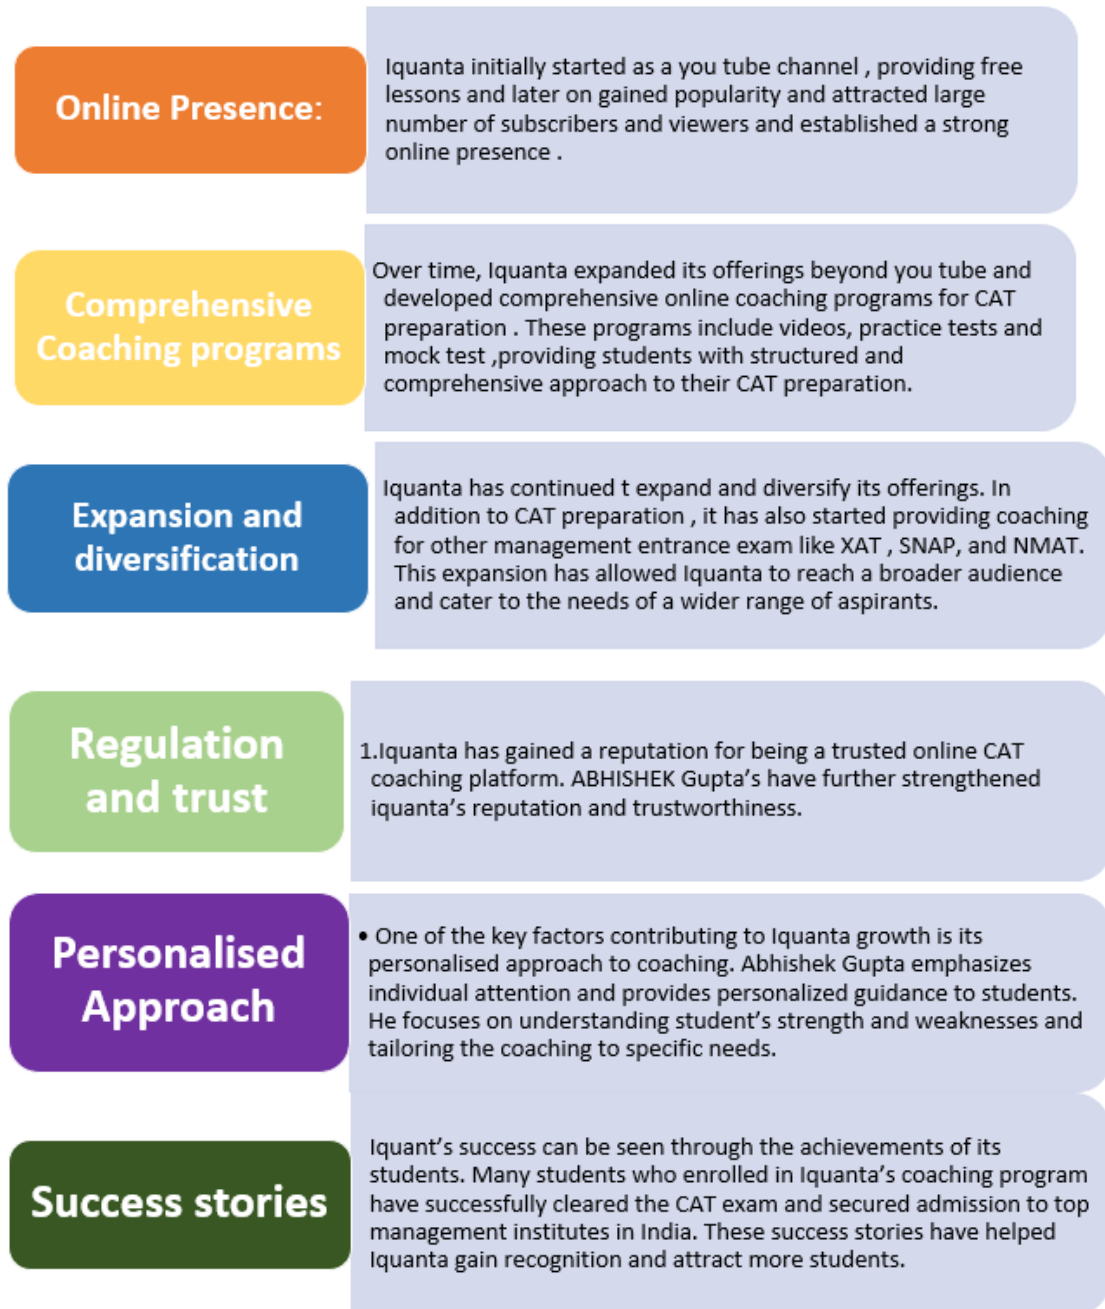 Online Presence:
Iquanta initially started as a you tube channel , providing free
lessons and later on gained popularity and attracted large
number of subscribers and viewers and established a strong
online presence .
Comprehensive
Coaching programs
Over time, Iquanta expanded its offerings beyond you tube and
developed comprehensive online coaching programs for CAT
preparation . These programs include videos, practice tests and
mock test ,providing students with structured and
comprehensive approach to their CAT preparation.
Expansion and
diversification
Iquanta has continued t expand and diversify its offerings. In
addition to CAT preparation , it has also started providing coaching
for other management entrance exam like XAT , SNAP, and NMAT.
This expansion has allowed Iquanta to reach a broader audience
and cater to the needs of a wider range of aspirants.
Regulation
and trust
1.Iquanta has gained a reputation for being a trusted online CAT
coaching platform. ABHISHEK Gupta’s have further strengthened
iquanta’s reputation and trustworthiness.
Personalised
Approach
• One of the key factors contributing to Iquanta growth is its
personalised approach to coaching. Abhishek Gupta emphasizes
individual attention and provides personalized guidance to students.
He focuses on understanding student’s strength and weaknesses and
tailoring the coaching to specific needs.
Success stories
Iquant’s success can be seen through the achievements of its
students. Many students who enrolled in Iquanta’s coaching program
have successfully cleared the CAT exam and secured admission to top
management institutes in India. These success stories have helped
Iquanta gain recognition and attract more students.